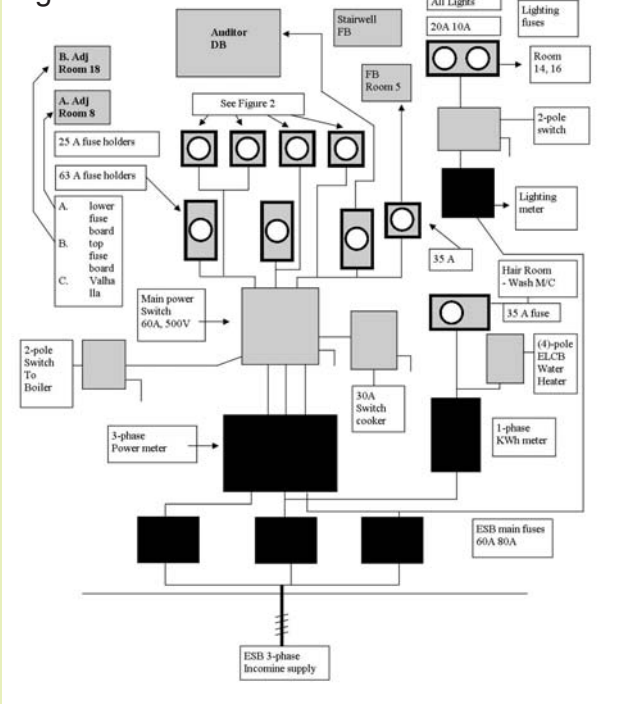 All Lights
20A 10A
Lighting
fuses
Auditor
DB
Stairwell
FB
B. Adj
Room 18
FB
Room 5
Room
14, 16
A. Adj
Room 8
See Figure 2
2-pole
switch
25 A fuse holders
63 A fuse holders
A. lower
fuse
board
B. top
fuse
board
C. Valha
lla
Lighting
meter
35 A
Hair Room
- Wash M/C
35 A fuse
Main power
Switch
60A, 500V
2-pole
Switch
To
Boiler
(4)-pole
ELCB
Water
Heater
30A
Switch
cooker
3-phase
Power meter
1-phase
KWh meter
ESB main fuses
60A 80A
ESB 3-phase
Incomine supply